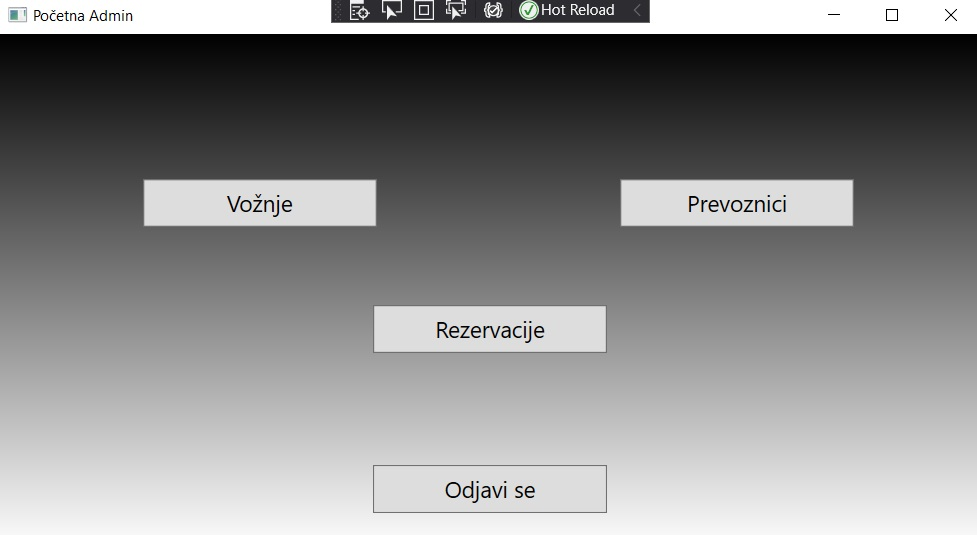 Početna Admin
Hot Reload
Vožnje
Prevoznici
Rezervacije
Odjavi se